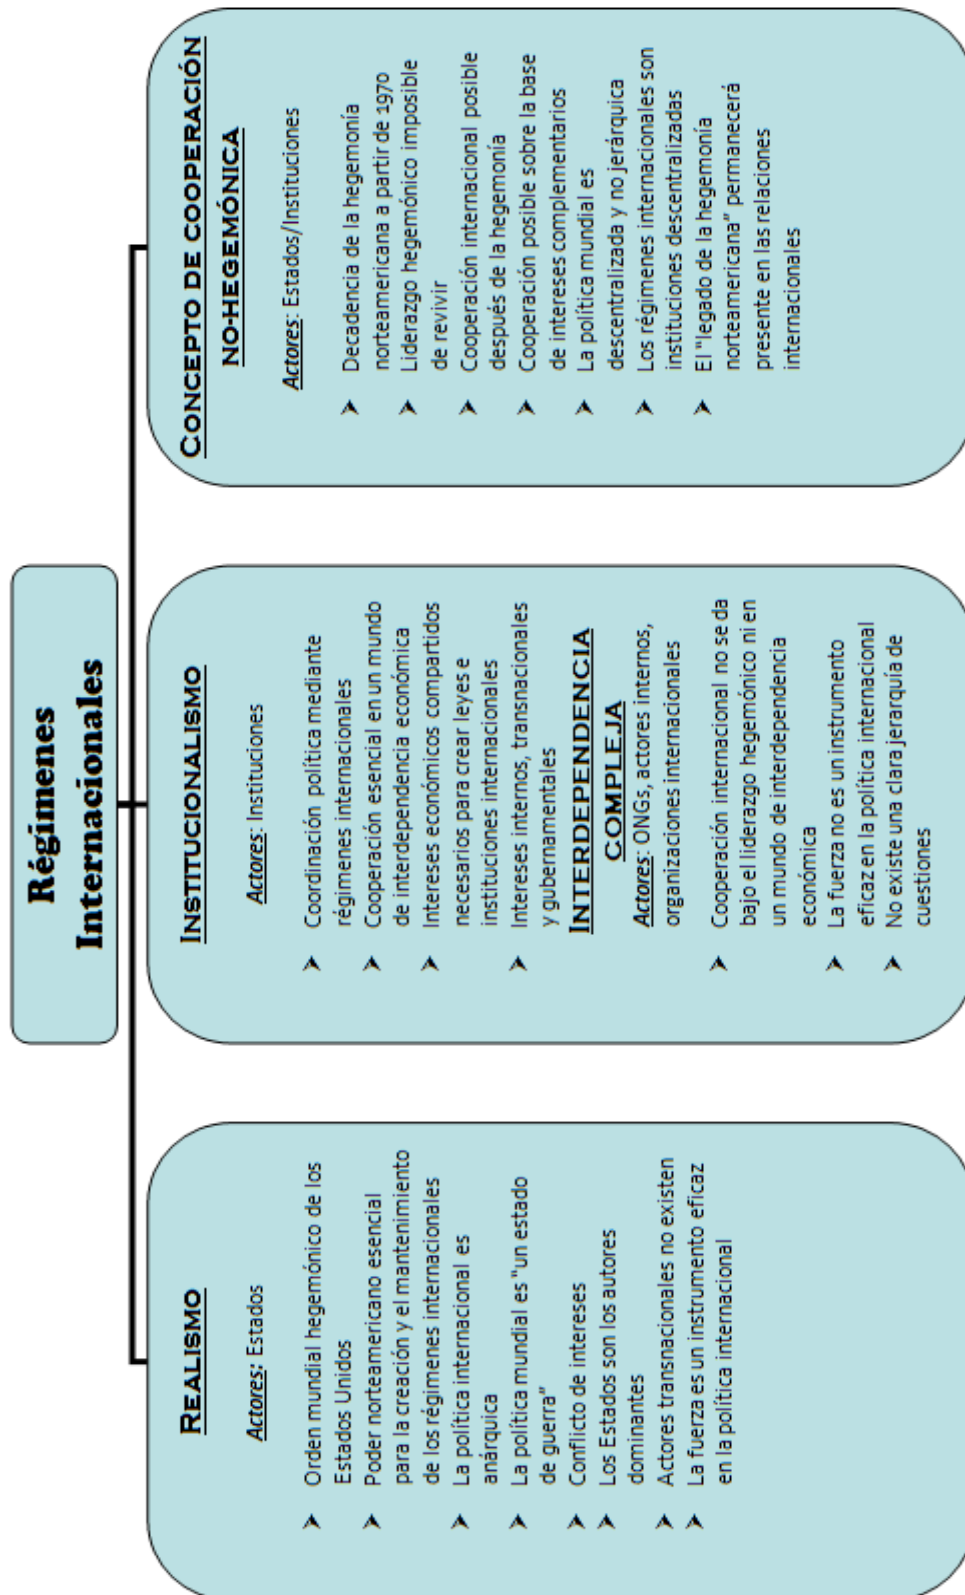 Régímenes
Internacionales
REALISMO
Actores: Estados
➤ Orden mundial hegemónico de los
Estados Unidos
➤ Poder norteamericano esencial
para la creación y el mantenimiento
de los régimenes internacionales
➤ La política internacional es
anárquica
➤ La política mundial es "un estado
de guerra"
➤ Conflicto de intereses
➤ Los Estados son los autores
dominantes
➤ Actores transnacionales no existen
➤ La fuerza es un instrumento eficaz
en la política internacional
INSTITUCIONALISMO
Actores: Instituciones
➤ Coordinación política mediante
régimenes internacionales
➤ Cooperación esencial en un mundo
de interdependencia económica
➤ Intereses económicos compartidos
necesarios para crear leyes e
instituciones internacionales
➤ Intereses internos, transnacionales
y gubernamentales
INTERDEPENDENCIA
COMPLEJA
Actores: ONGs, actores internos,
organizaciones internacionales
➤ Cooperación internacional no se da
bajo el liderazgo hegemónico ni en
un mundo de interdependencia
económica
➤ La fuerza no es un instrumento
eficaz en la política internacional
➤ No existe una clara jerarquía de
cuestiones
CONCEPTO DE COOPERACIÓN
NO-HEGEMÓNICA
Actores: Estados/Instituciones
➤ Decadencia de la hegemonía
norteamericana a partir de 1970
➤ Liderazgo hegemónico imposible
de revivir
➤ Cooperación internacional posible
después de la hegemonía
➤ Cooperación posible sobre la base
de intereses complementarios
➤ La política mundial es
descentralizada y no jerárquica
➤ Los régimenes internacionales son
instituciones descentralizadas
➤ El "legado de la hegemonía
norteamericana" permanecerá
presente en las relaciones
internacionales